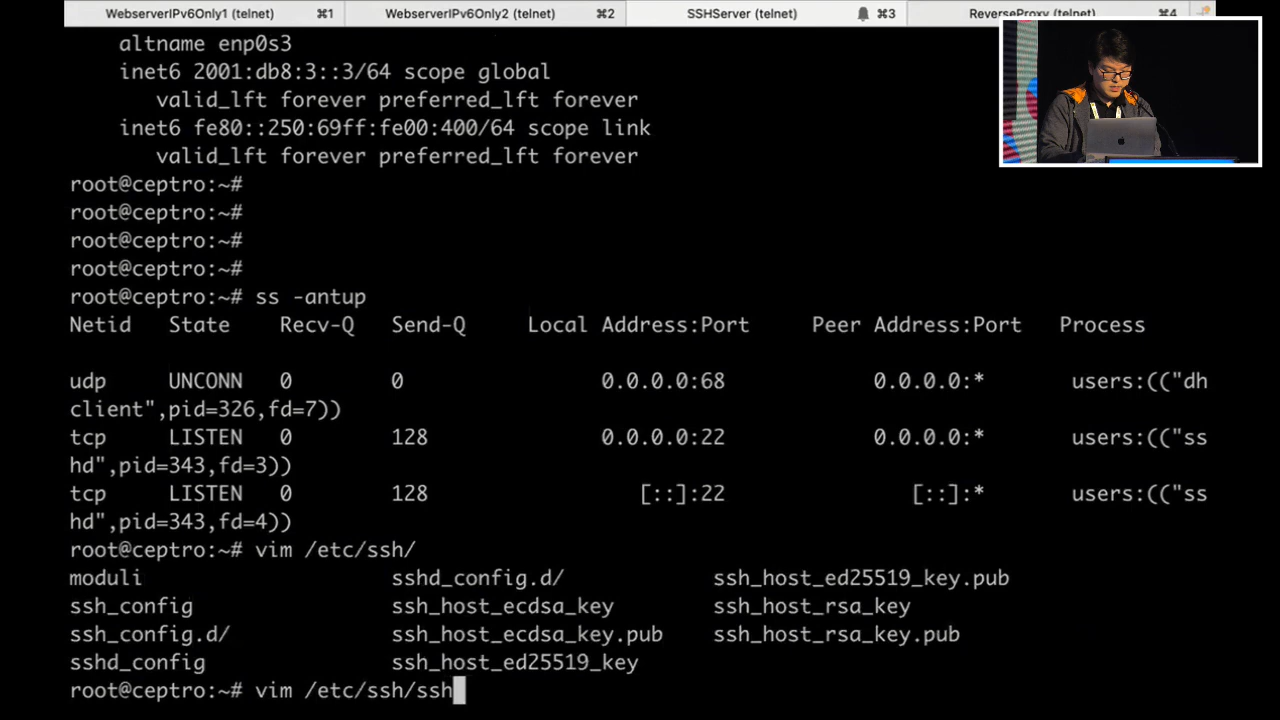 WebserverIPv6Only1 (telnet) ⌘1 WebserverIPv6Only2 (telnet) ⌘2 SSHServer (telnet) ⌘3 ReverseProxy (telnet) ⌘4
altname enp0s3
inet6 2001:db8:3::3/64 scope global
valid_lft forever preferred_lft forever
inet6 fe80::250:69ff:fe00:400/64 scope link
valid_lft forever preferred_lft forever
root@ceptro:~#
root@ceptro:~#
root@ceptro:~#
root@ceptro:~#
root@ceptro:~# ss -antup
Netid State Recv-Q Send-Q Local Address:Port Peer Address:Port Process
udp UNCONN 0 0 0.0.0.0:68 0.0.0.0:* users:(("dh
client",pid=326,fd=7))
tcp LISTEN 0 128 0.0.0.0:22 0.0.0.0:* users:(("ss
hd",pid=343,fd=3))
tcp LISTEN 0 128 [::]:22 [::]:* users:(("ss
hd",pid=343,fd=4))
root@ceptro:~# vim /etc/ssh/
moduli sshd_config.d/ ssh_host_ed25519_key.pub
ssh_config ssh_host_ecdsa_key ssh_host_rsa_key
ssh_config.d/ ssh_host_ecdsa_key.pub ssh_host_rsa_key.pub
sshd_config ssh_host_ed25519_key
root@ceptro:~# vim /etc/ssh/ssh